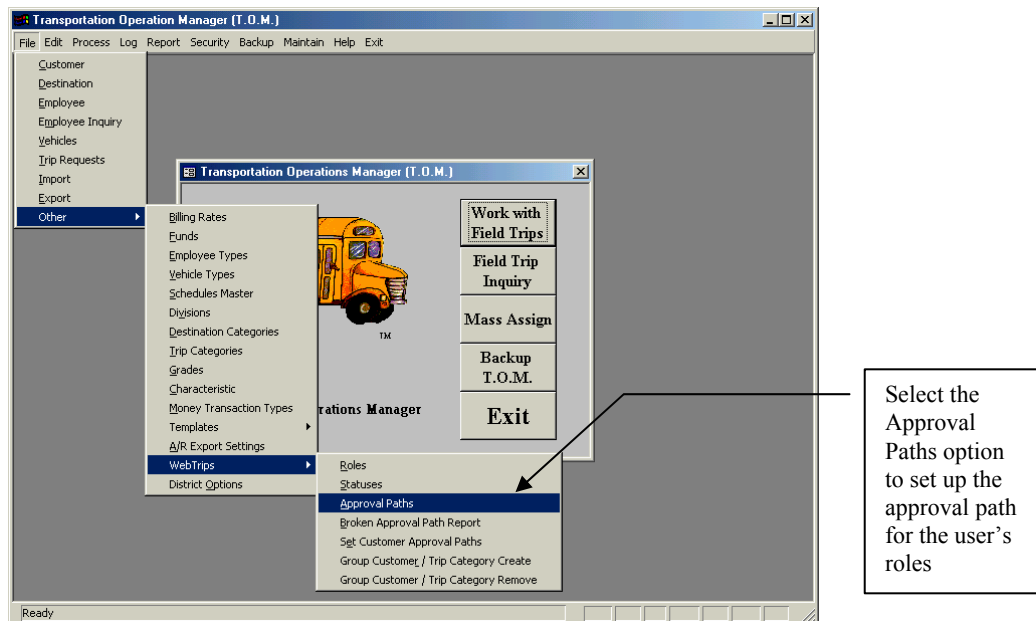 Transportation Operation Manager (T.O.M.)
File Edit Process Log Report Security Backup Maintain Help Exit
Customer
Destination
Employee
Employee Inquiry
Vehicles
Trip Requests
Import
Export
Other
Billing Rates
Funds
Employee Types
Vehicle Types
Schedules Master
Divisions
Destination Categories
Trip Categories
Grades
Characteristic
Money Transaction Types
Templates
A/R Export Settings
WebTrips
District Options
Roles
Statuses
Approval Paths
Broken Approval Path Report
Set Customer Approval Paths
Group Customer / Trip Category Create
Group Customer / Trip Category Remove
Transportation Operations Manager (T.O.M.)
TM
rations Manager
Work with
Field Trips
Field Trip
Inquiry
Mass Assign
Backup
T.O.M.
Exit
Select the
Approval
Paths option
to set up the
approval path
for the user's
roles
Ready